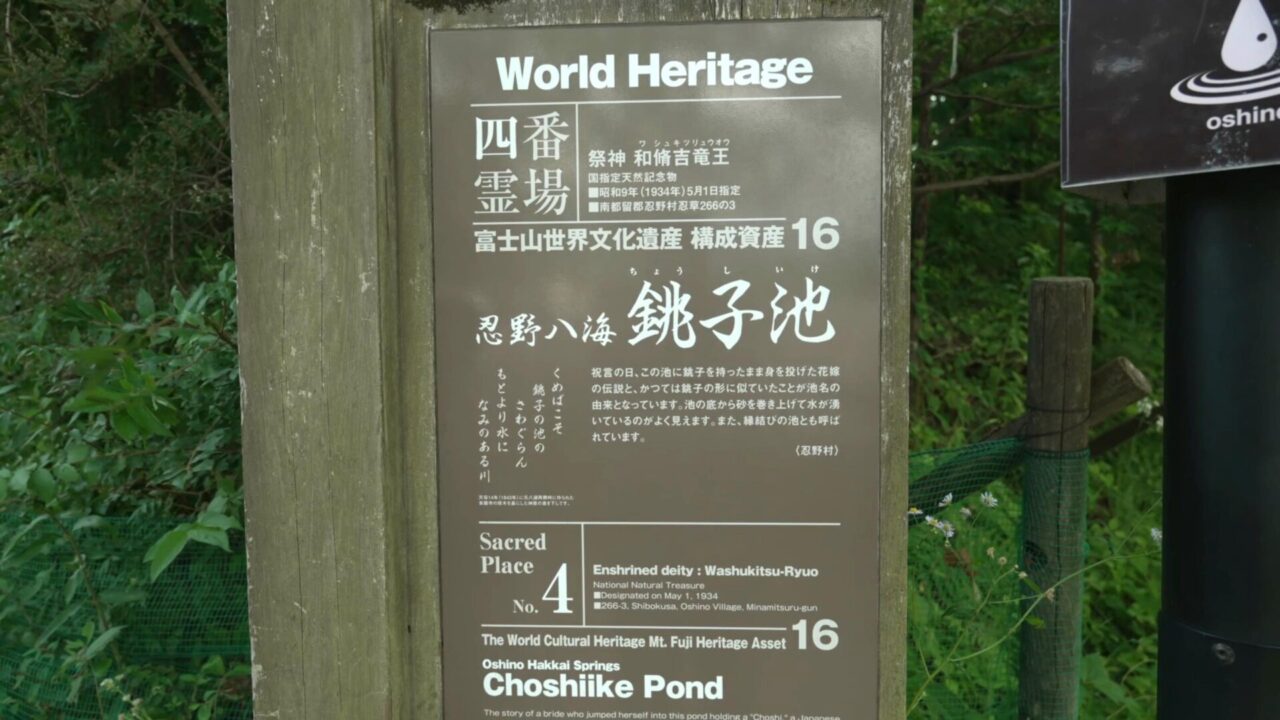 World Heritage
四番
霊場
ワシュキツリュウオウ
祭神 和脩吉竜王
国指定天然記念物
■昭和9年(1934年)5月1日指定
■南都留郡忍野村忍草266の3
富士山世界文化遺産 構成資産 16
ちょうしいけ
忍野八海 銚子池
祝言の日、この池に銚子を持ったまま身を投げた花嫁
の伝説と、かつては銚子の形に似ていたことが池名の
由来となっています。池の底から砂を巻き上げて水が湧
いているのがよく見えます。また、縁結びの池とも呼ば
れています。
(忍野村)
くめばこそ
銚子の池の
さわぐらん
もとより水に
なみのある川
Sacred
Place
No. 4
Enshrined deity : Washukitsu-Ryuo
National Natural Treasure
■Designated on May 1, 1934
■266-3, Shibokusa, Oshino Village, Minamitsuru-gun
The World Cultural Heritage Mt. Fuji Heritage Asset 16
Oshino Hakkai Springs
Choshiike Pond
The story of a bride who jumped herself into this pond holding a "Choshi," a Japanese